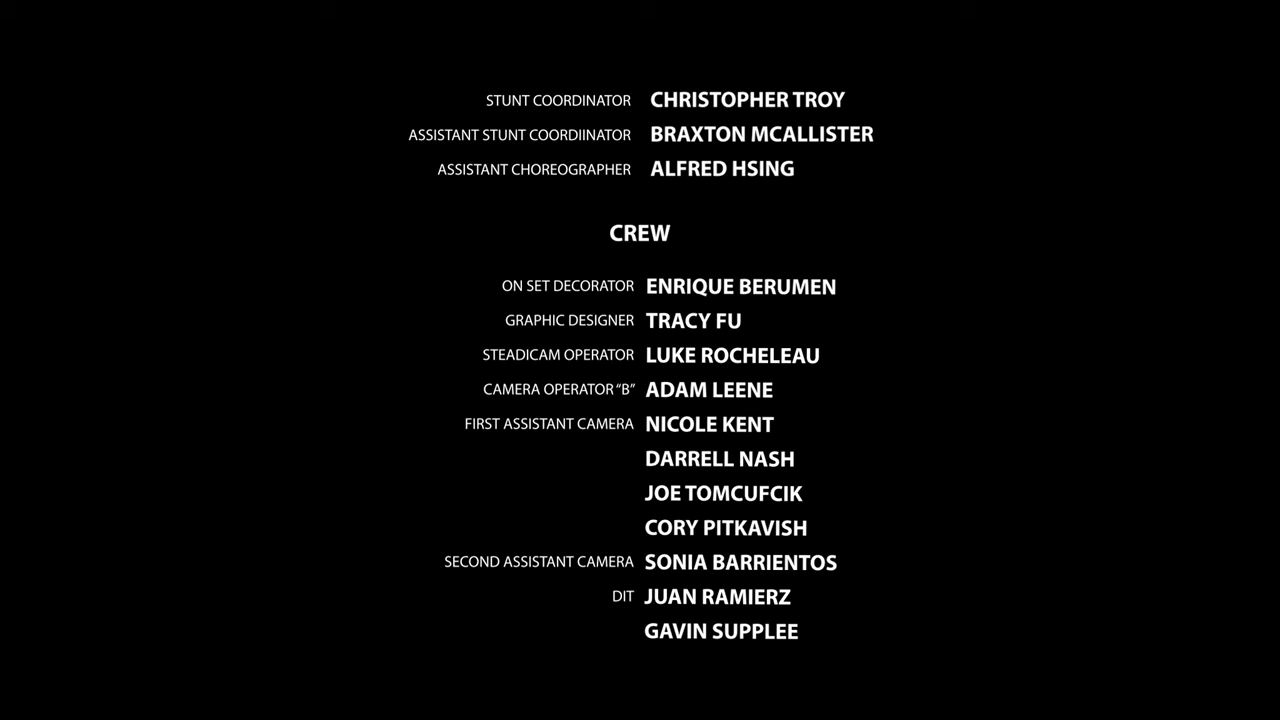 STUNT COORDINATOR CHRISTOPHER TROY
ASSISTANT STUNT COORDIINATOR BRAXTON MCALLISTER
ASSISTANT CHOREOGRAPHER ALFRED HSING
CREW
ON SET DECORATOR ENRIQUE BERUMEN
GRAPHIC DESIGNER TRACY FU
STEADICAM OPERATOR LUKE ROCHELEAU
CAMERA OPERATOR “B” ADAM LEENE
FIRST ASSISTANT CAMERA NICOLE KENT
DARRELL NASH
JOE TOMCUFCIK
CORY PITKAVISH
SECOND ASSISTANT CAMERA SONIA BARRIENTOS
DIT JUAN RAMIERZ
GAVIN SUPPLEE